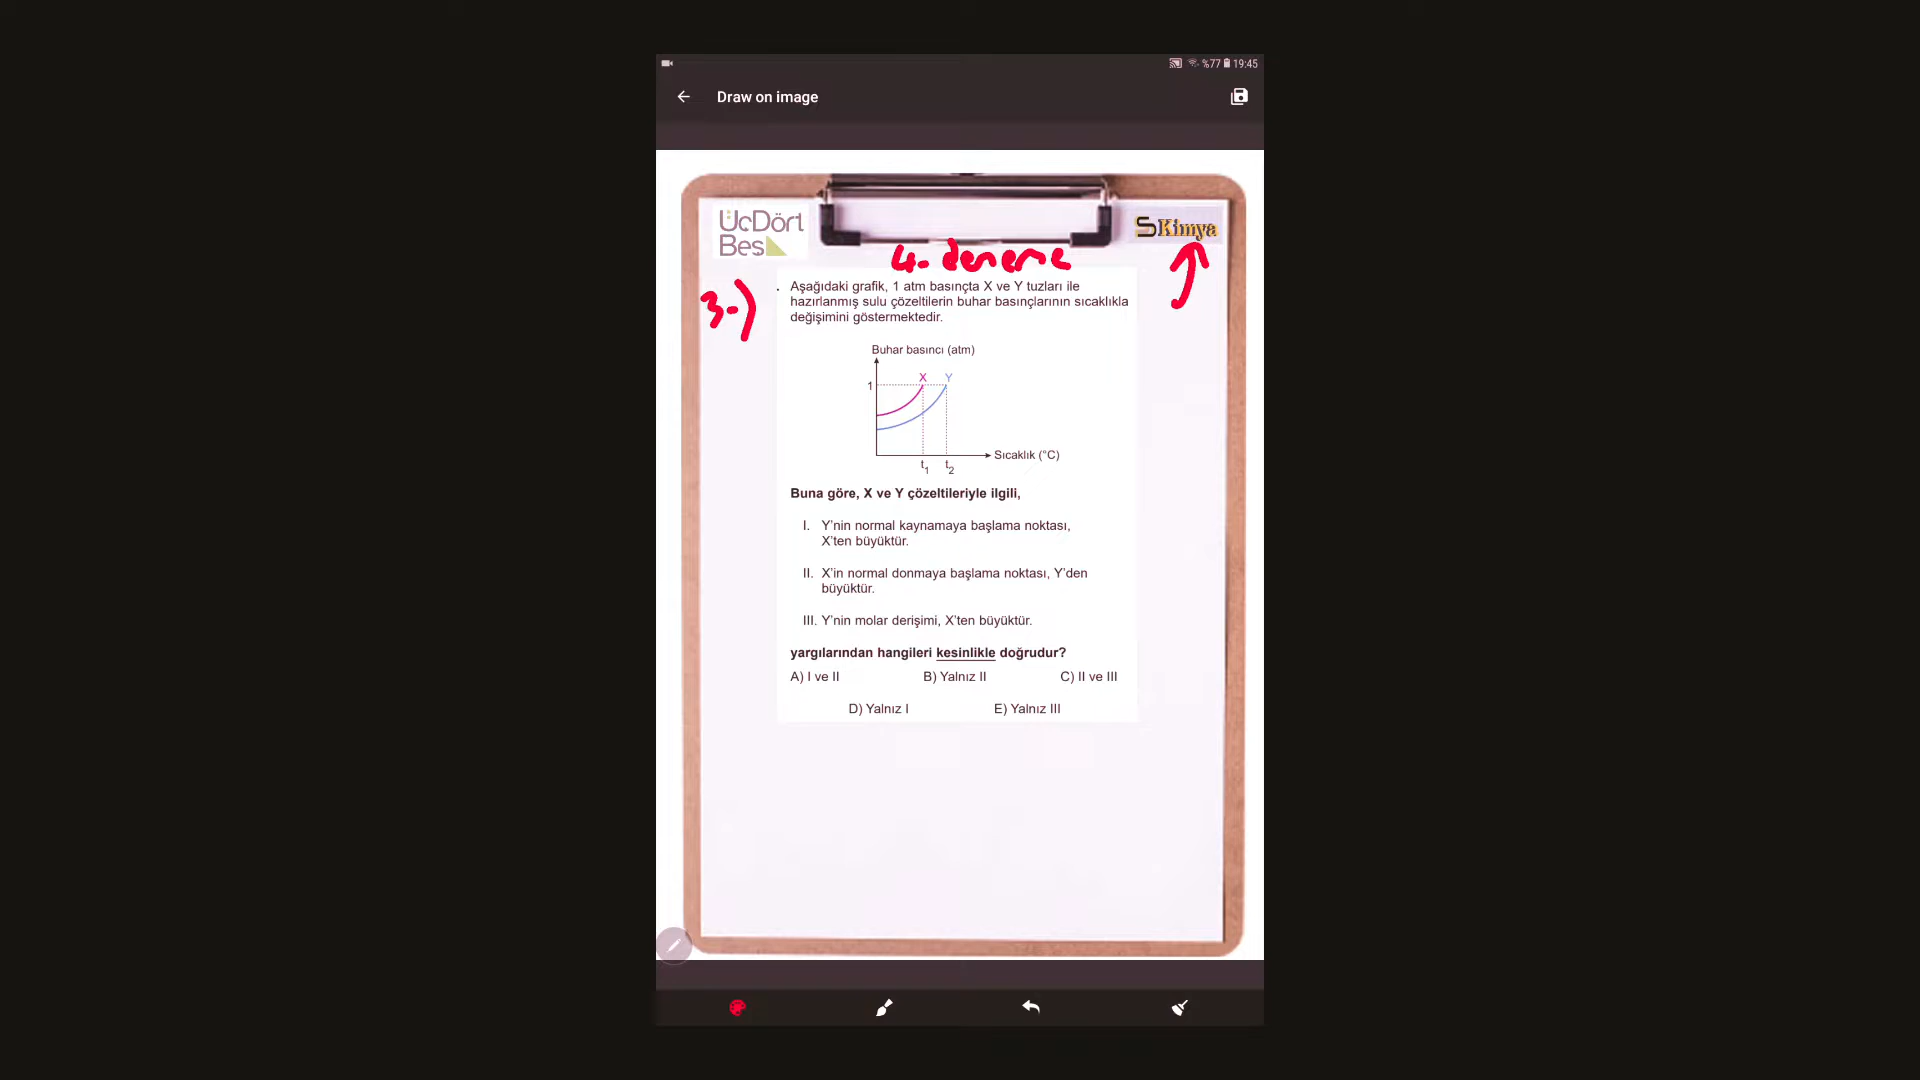 %77 19:45
Draw on image
ÜçDört
Beş
SKimya
4. deneme
3-)
Aşağıdaki grafik, 1 atm basınçta X ve Y tuzları ile
hazırlanmış sulu çözeltilerin buhar basınçlarının sıcaklıkla
değişimini göstermektedir.
Buhar basıncı (atm)
X Y
1
Sıcaklık (°C)
t1 t2
Buna göre, X ve Y çözeltileriyle ilgili,
I. Y'nin normal kaynamaya başlama noktası,
X'ten büyüktür.
II. X'in normal donmaya başlama noktası, Y'den
büyüktür.
III. Y'nin molar derişimi, X'ten büyüktür.
yargılarından hangileri kesinlikle doğrudur?
A) I ve II B) Yalnız II C) II ve III
D) Yalnız I E) Yalnız III